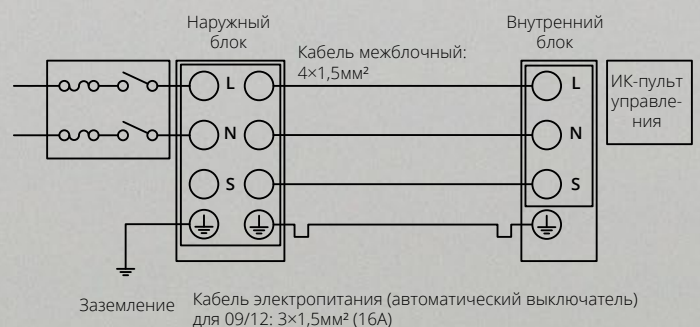 Наружный
блок
Внутренний
блок
Кабель межблочный:
4×1,5мм²
L
L
ИК-пульт
управле-
ния
N
N
S
S
Заземление
Кабель электропитания (автоматический выключатель)
для 09/12: 3×1,5мм² (16А)